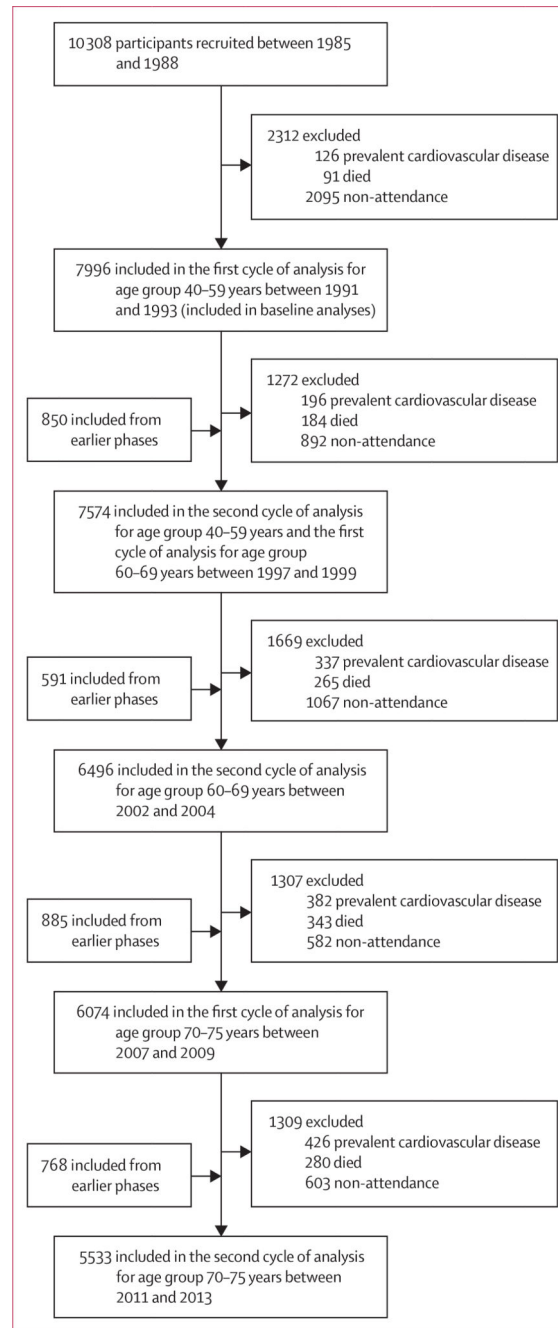 10 308 participants recruited between 1985
and 1988
2312 excluded
126 prevalent cardiovascular disease
91 died
2095 non-attendance
7996 included in the first cycle of analysis for
age group 40–59 years between 1991
and 1993 (included in baseline analyses)
1272 excluded
196 prevalent cardiovascular disease
184 died
892 non-attendance
850 included from
earlier phases
7574 included in the second cycle of analysis
for age group 40–59 years and the first
cycle of analysis for age group
60–69 years between 1997 and 1999
1669 excluded
337 prevalent cardiovascular disease
265 died
1067 non-attendance
591 included from
earlier phases
6496 included in the second cycle of analysis
for age group 60–69 years between
2002 and 2004
1307 excluded
382 prevalent cardiovascular disease
343 died
582 non-attendance
885 included from
earlier phases
6074 included in the first cycle of analysis for
age group 70–75 years between
2007 and 2009
1309 excluded
426 prevalent cardiovascular disease
280 died
603 non-attendance
768 included from
earlier phases
5533 included in the second cycle of analysis
for age group 70–75 years between
2011 and 2013